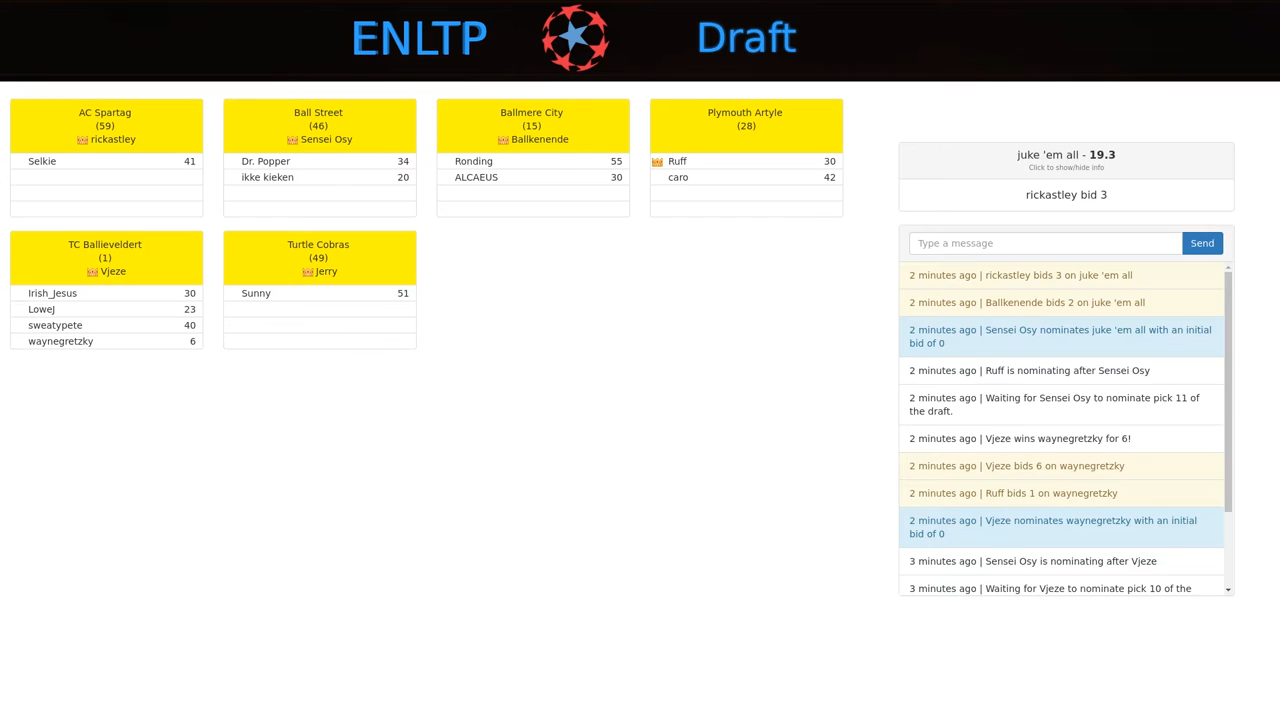 ENLTP Draft
AC Spartag
(59)
rickastley
Selkie 41
Ball Street
(46)
Sensei Osy
Dr. Popper 34
ikke kieken 20
Ballmere City
(15)
Ballkenende
Ronding 55
ALCAEUS 30
Plymouth Artyle
(28)
Ruff 30
caro 42
TC Ballieveldert
(1)
Vjeze
Irish_Jesus 30
LoweJ 23
sweatypete 40
waynegretzky 6
Turtle Cobras
(49)
Jerry
Sunny 51
juke 'em all - 19.3
Click to show/hide info
rickastley bid 3
Type a message Send
2 minutes ago | rickastley bids 3 on juke 'em all
2 minutes ago | Ballkenende bids 2 on juke 'em all
2 minutes ago | Sensei Osy nominates juke 'em all with an initial
bid of 0
2 minutes ago | Ruff is nominating after Sensei Osy
2 minutes ago | Waiting for Sensei Osy to nominate pick 11 of
the draft.
2 minutes ago | Vjeze wins waynegretzky for 6!
2 minutes ago | Vjeze bids 6 on waynegretzky
2 minutes ago | Ruff bids 1 on waynegretzky
2 minutes ago | Vjeze nominates waynegretzky with an initial
bid of 0
3 minutes ago | Sensei Osy is nominating after Vjeze
3 minutes ago | Waiting for Vjeze to nominate pick 10 of the